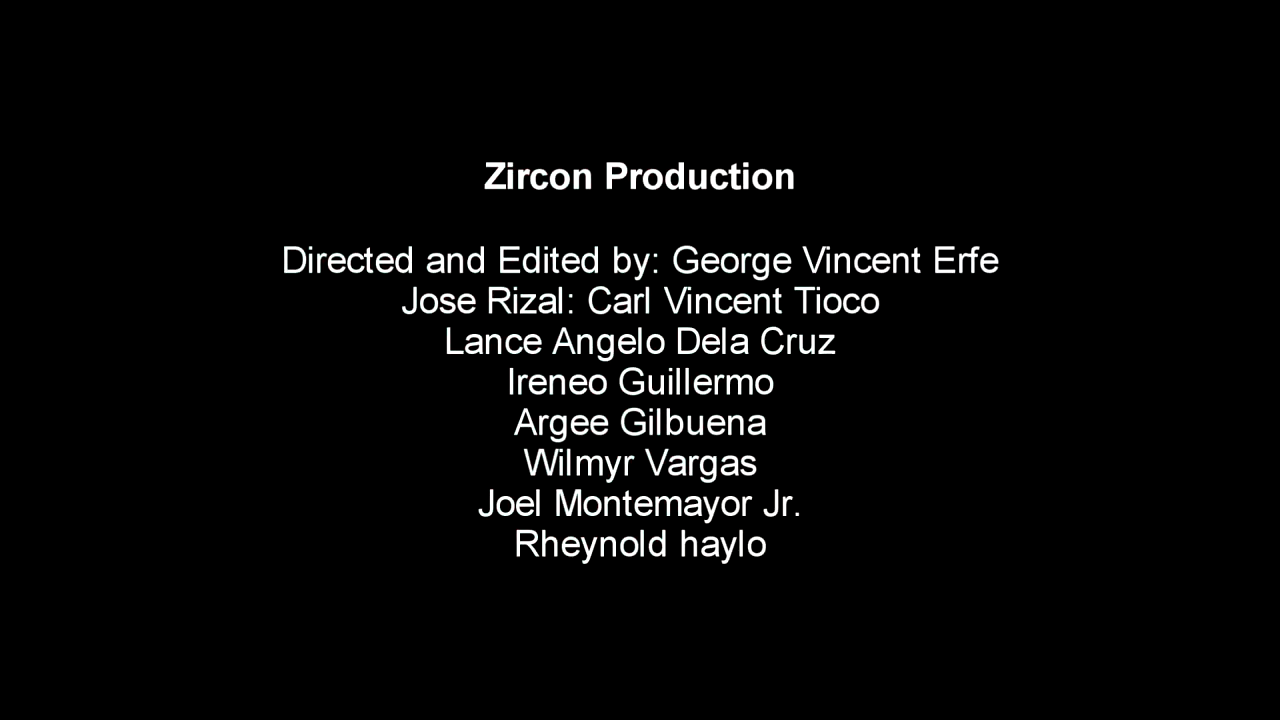 Zircon Production
Directed and Edited by: George Vincent Erfe
Jose Rizal: Carl Vincent Tioco
Lance Angelo Dela Cruz
Ireneo Guillermo
Argee Gilbuena
Wilmyr Vargas
Joel Montemayor Jr.
Rheynold haylo